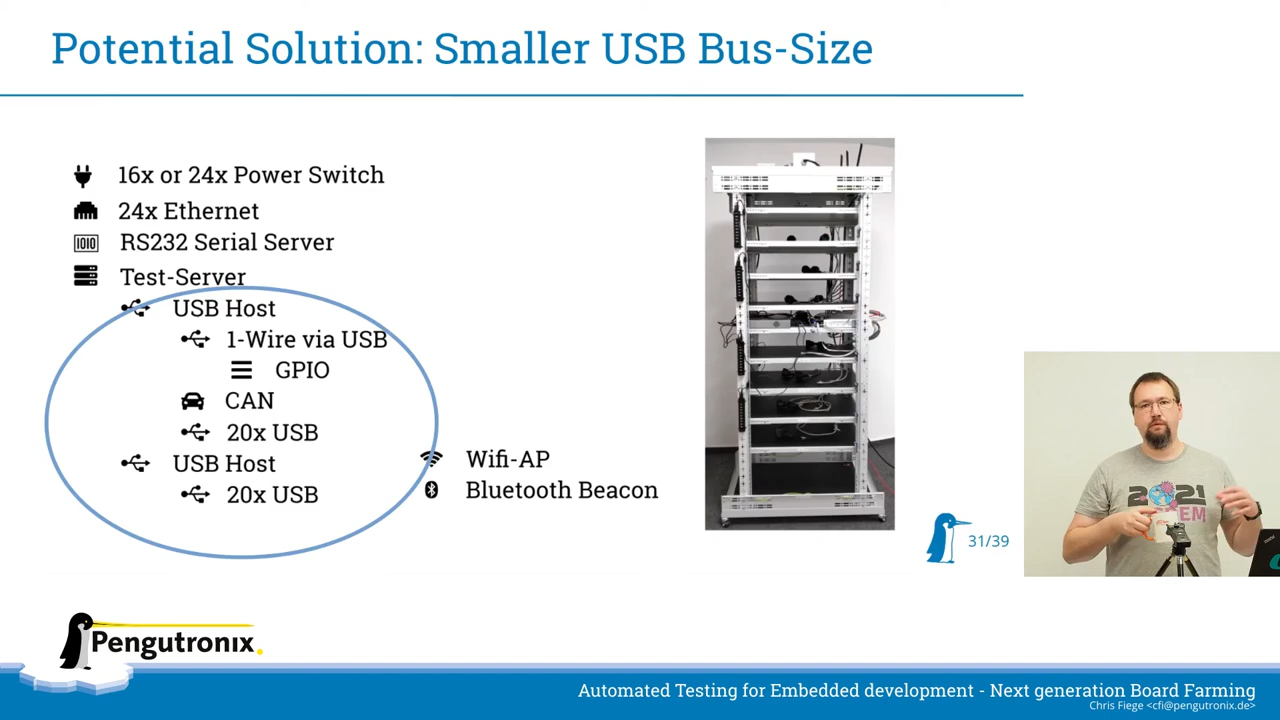 Potential Solution: Smaller USB Bus-Size
16x or 24x Power Switch
24x Ethernet
RS232 Serial Server
Test-Server
USB Host
1-Wire via USB
GPIO
CAN
20x USB
USB Host
20x USB
Wifi-AP
Bluetooth Beacon
31/39
2021
Pengutronix
Automated Testing for Embedded development - Next generation Board Farming
Chris Fiege <cfi@pengutronix.de>